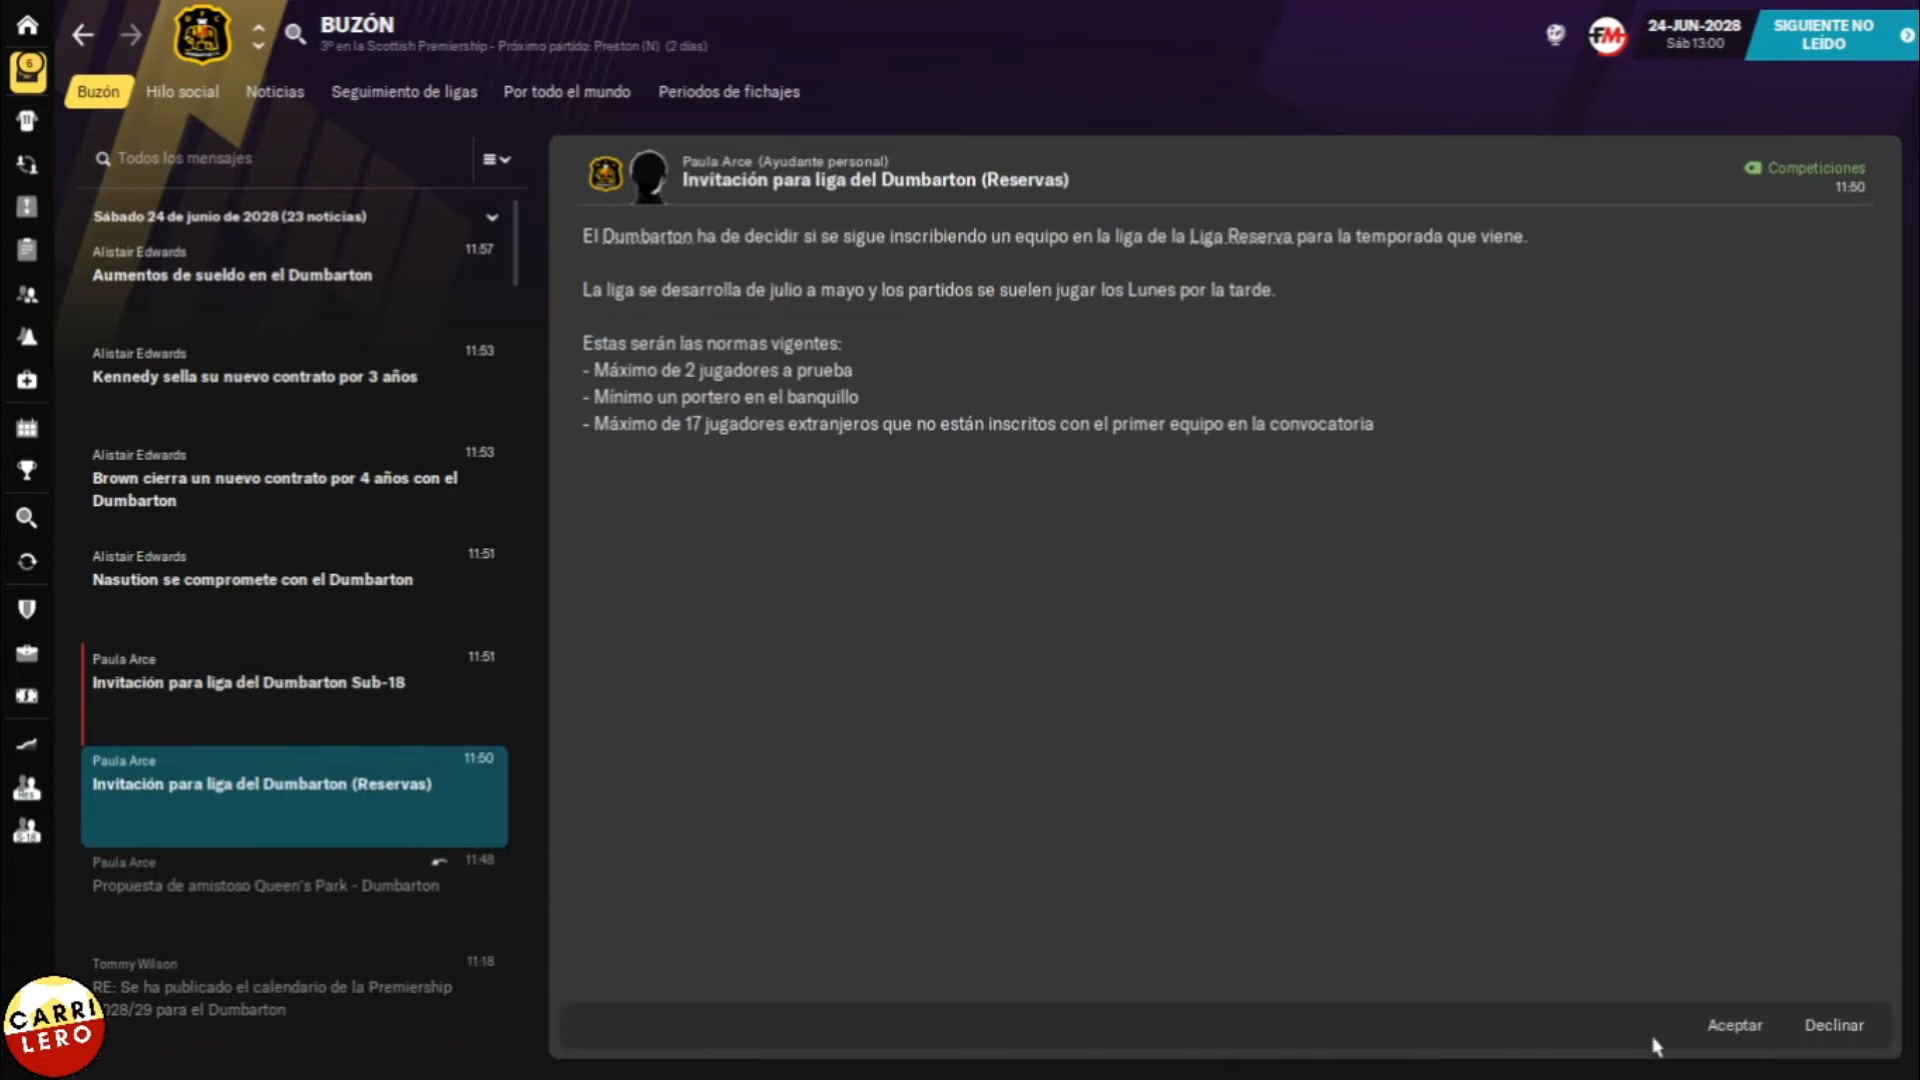 BUZÓN
3º en la Scottish Premiership - Próximo partido: Preston (N) (2 días)
FM
24-JUN-2028
Sáb 13:00
SIGUIENTE NO
LEÍDO
6
Buzón
Hilo social
Noticias
Seguimiento de ligas
Por todo el mundo
Periodos de fichajes
Todos los mensajes
Sábado 24 de junio de 2028 (23 noticias)
Alistair Edwards
11:57
Aumentos de sueldo en el Dumbarton
Alistair Edwards
11:53
Kennedy sella su nuevo contrato por 3 años
Alistair Edwards
11:53
Brown cierra un nuevo contrato por 4 años con el
Dumbarton
Alistair Edwards
11:51
Nasution se compromete con el Dumbarton
Paula Arce
11:51
Invitación para liga del Dumbarton Sub-18
Paula Arce
11:50
Invitación para liga del Dumbarton (Reservas)
Paula Arce
11:48
Propuesta de amistoso Queen's Park - Dumbarton
Tommy Wilson
11:18
RE: Se ha publicado el calendario de la Premiership
028/29 para el Dumbarton
Paula Arce (Ayudante personal)
Invitación para liga del Dumbarton (Reservas)
Competiciones
11:50
El Dumbarton ha de decidir si se sigue inscribiendo un equipo en la liga de la Liga Reserva para la temporada que viene.
La liga se desarrolla de julio a mayo y los partidos se suelen jugar los Lunes por la tarde.
Estas serán las normas vigentes:
- Máximo de 2 jugadores a prueba
- Mínimo un portero en el banquillo
- Máximo de 17 jugadores extranjeros que no están inscritos con el primer equipo en la convocatoria
Aceptar
Declinar
CARRI
LERO